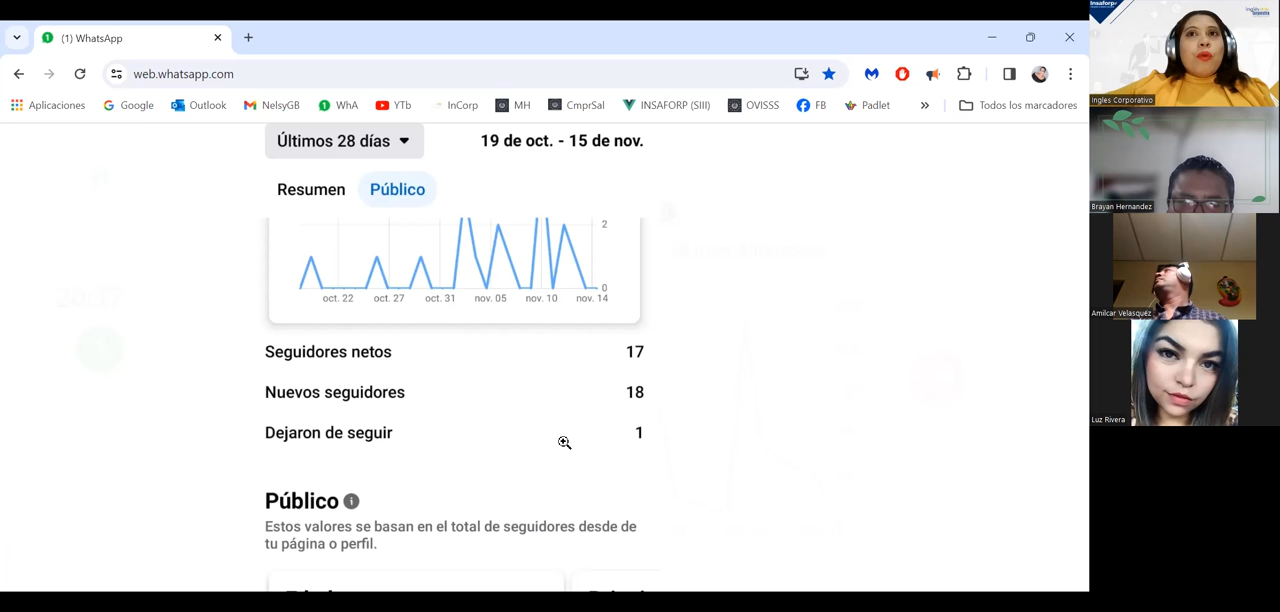 (1) WhatsApp
web.whatsapp.com
Aplicaciones Google Outlook NelsyGB WhA YTb InCorp MH CmprSal INSAFORP (SIII) OVISSS FB Padlet » Todos los marcadores
Últimos 28 días
19 de oct. - 15 de nov.
Resumen Público
2
0
oct. 22 oct. 27 oct. 31 nov. 05 nov. 10 nov. 14
Seguidores netos 17
Nuevos seguidores 18
Dejaron de seguir 1
Público
Estos valores se basan en el total de seguidores desde de
tu página o perfil.
Insaforp
Ingles Corporativo
Brayan Hernandez
Amilcar Velasquez
Luz Rivera